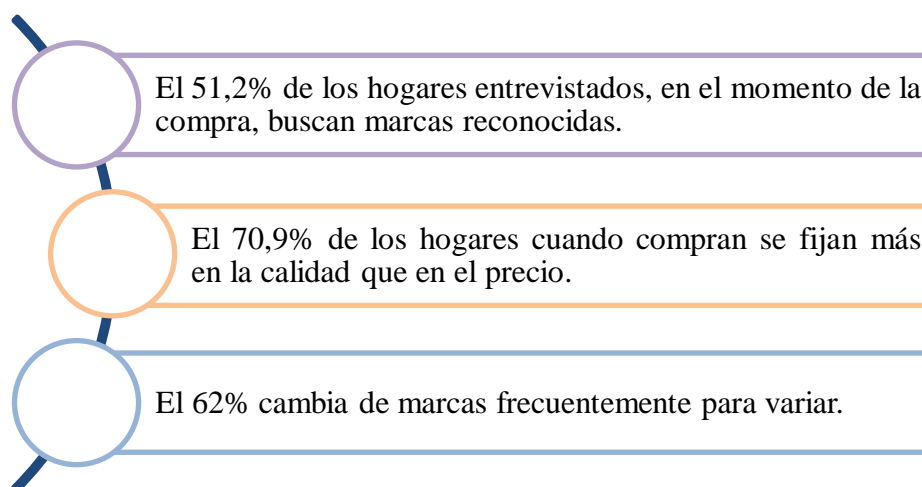 El 51,2% de los hogares entrevistados, en el momento de la
compra, buscan marcas reconocidas.
El 70,9% de los hogares cuando compran se fijan más
en la calidad que en el precio.
El 62% cambia de marcas frecuentemente para variar.